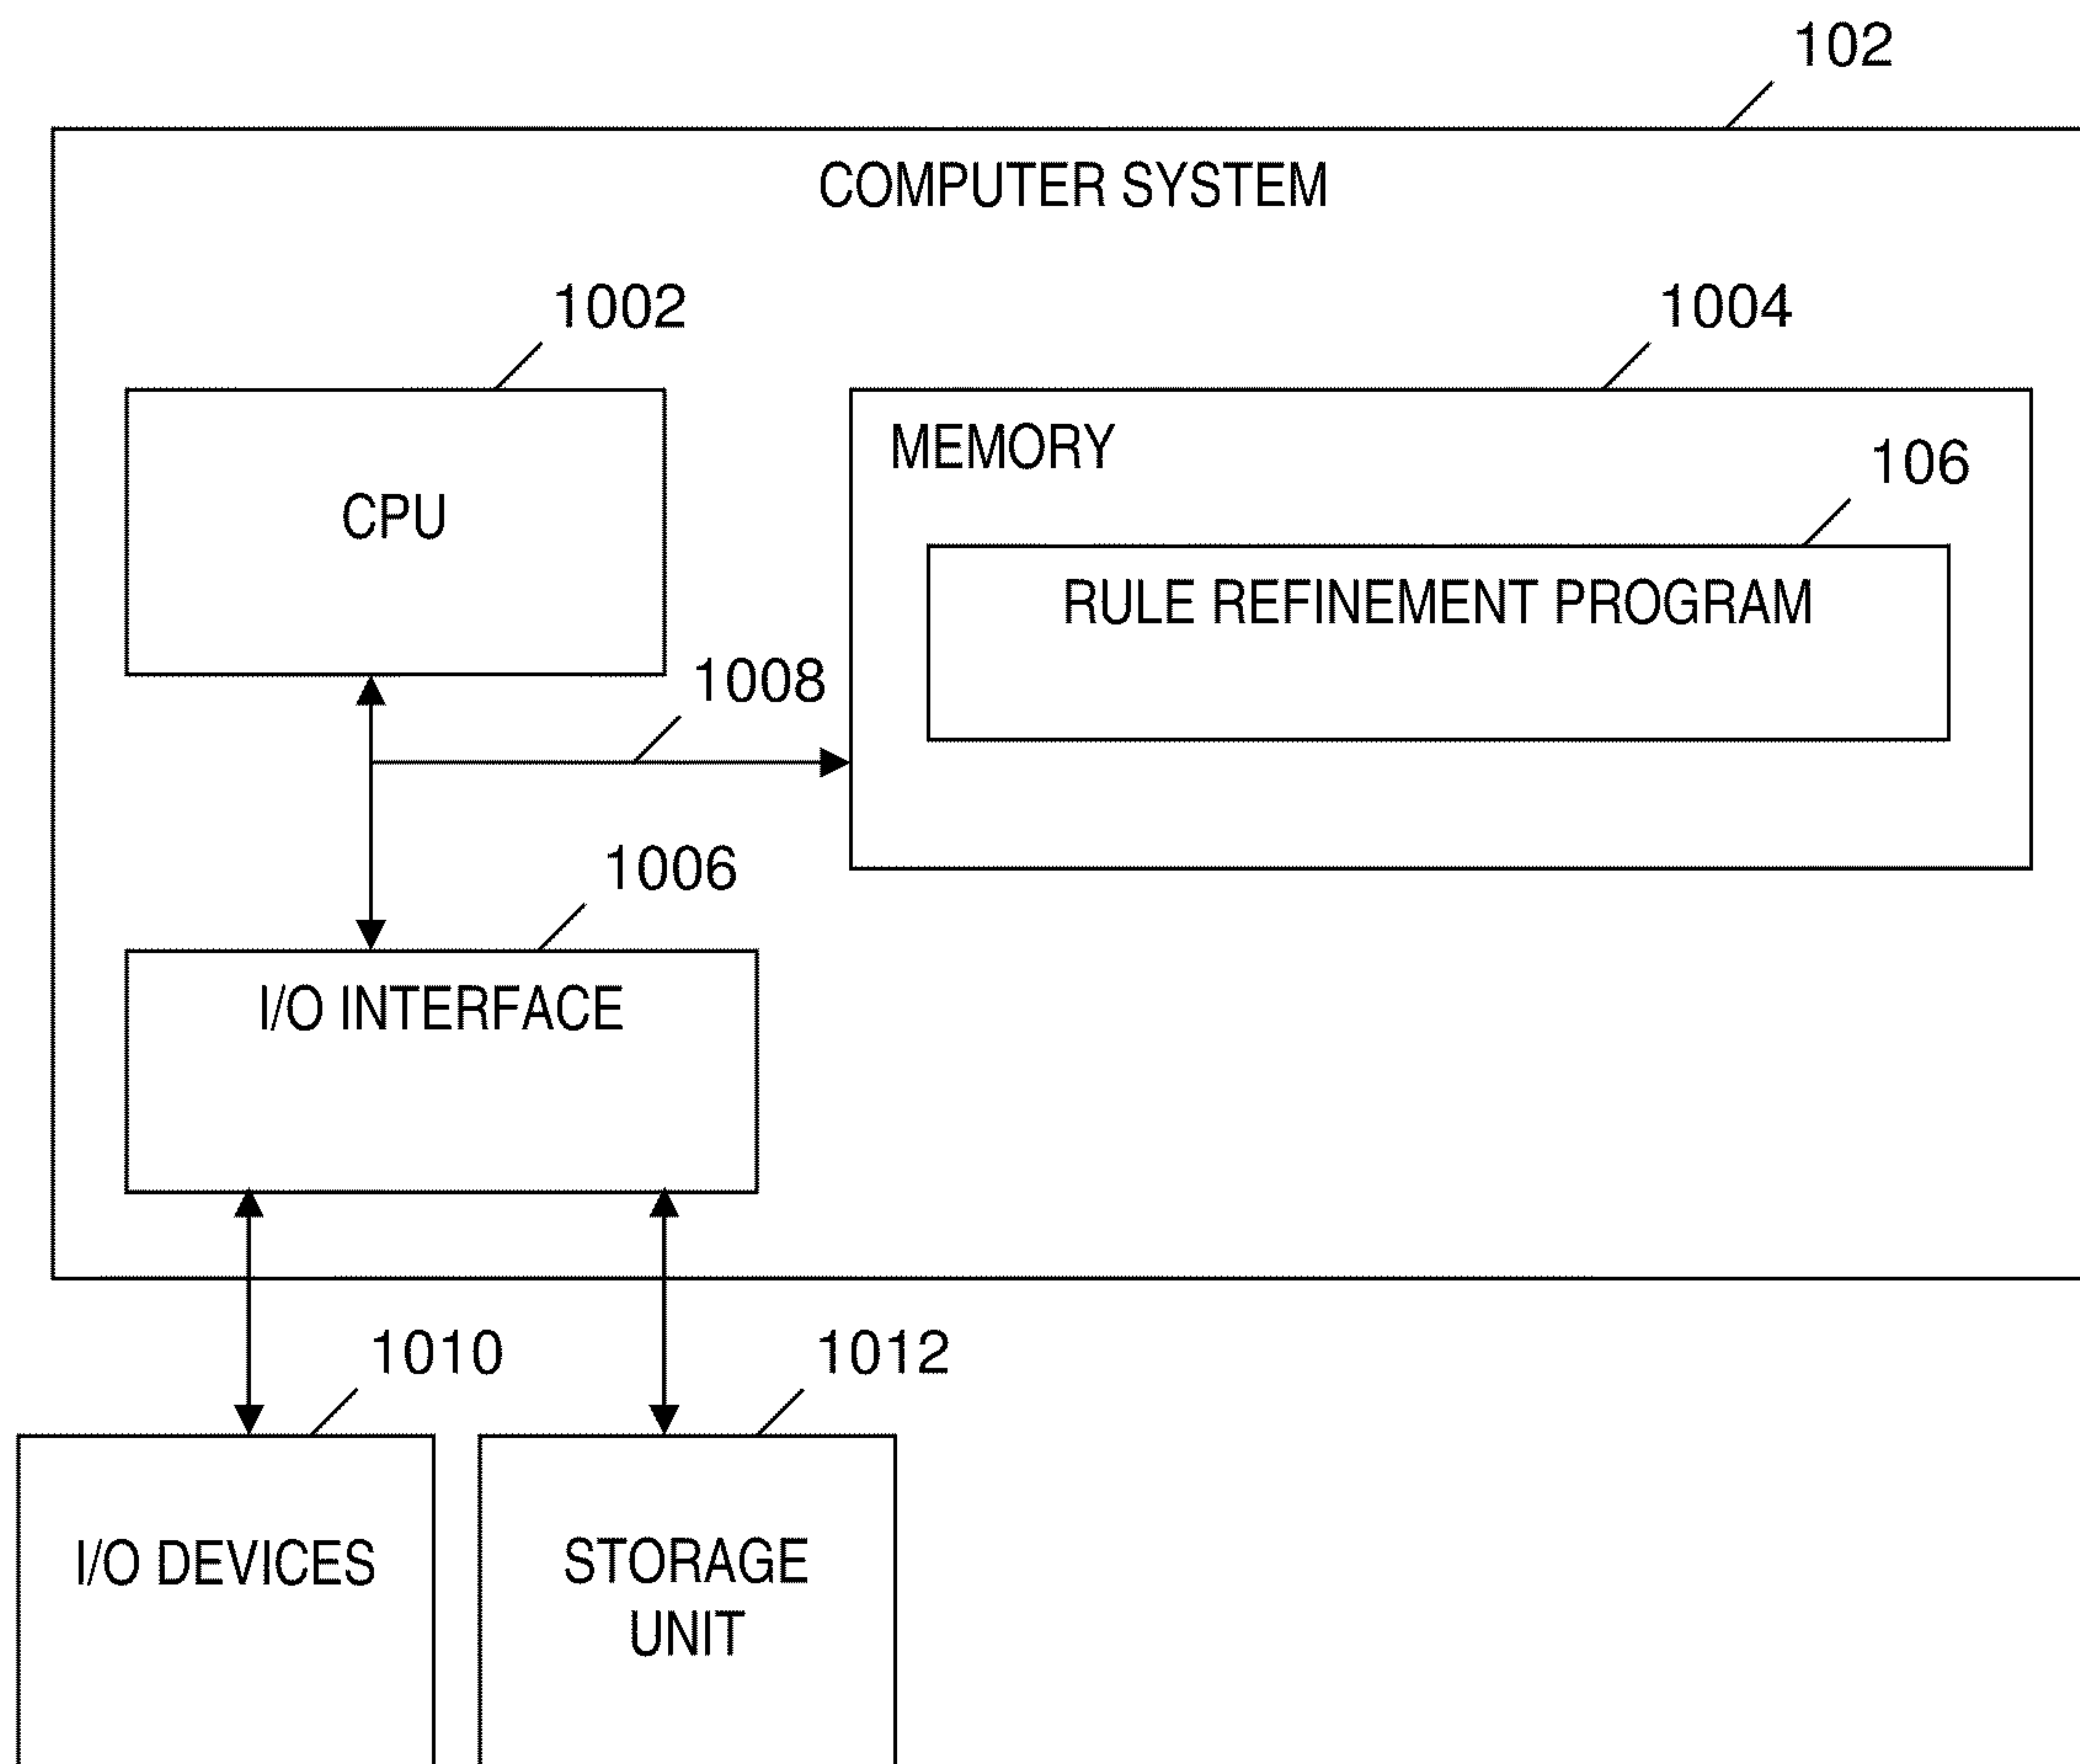 102
COMPUTER SYSTEM
1002
1004
MEMORY
106
CPU
RULE REFINEMENT PROGRAM
1008
1006
I/O INTERFACE
1010
1012
I/O DEVICES
STORAGE
UNIT